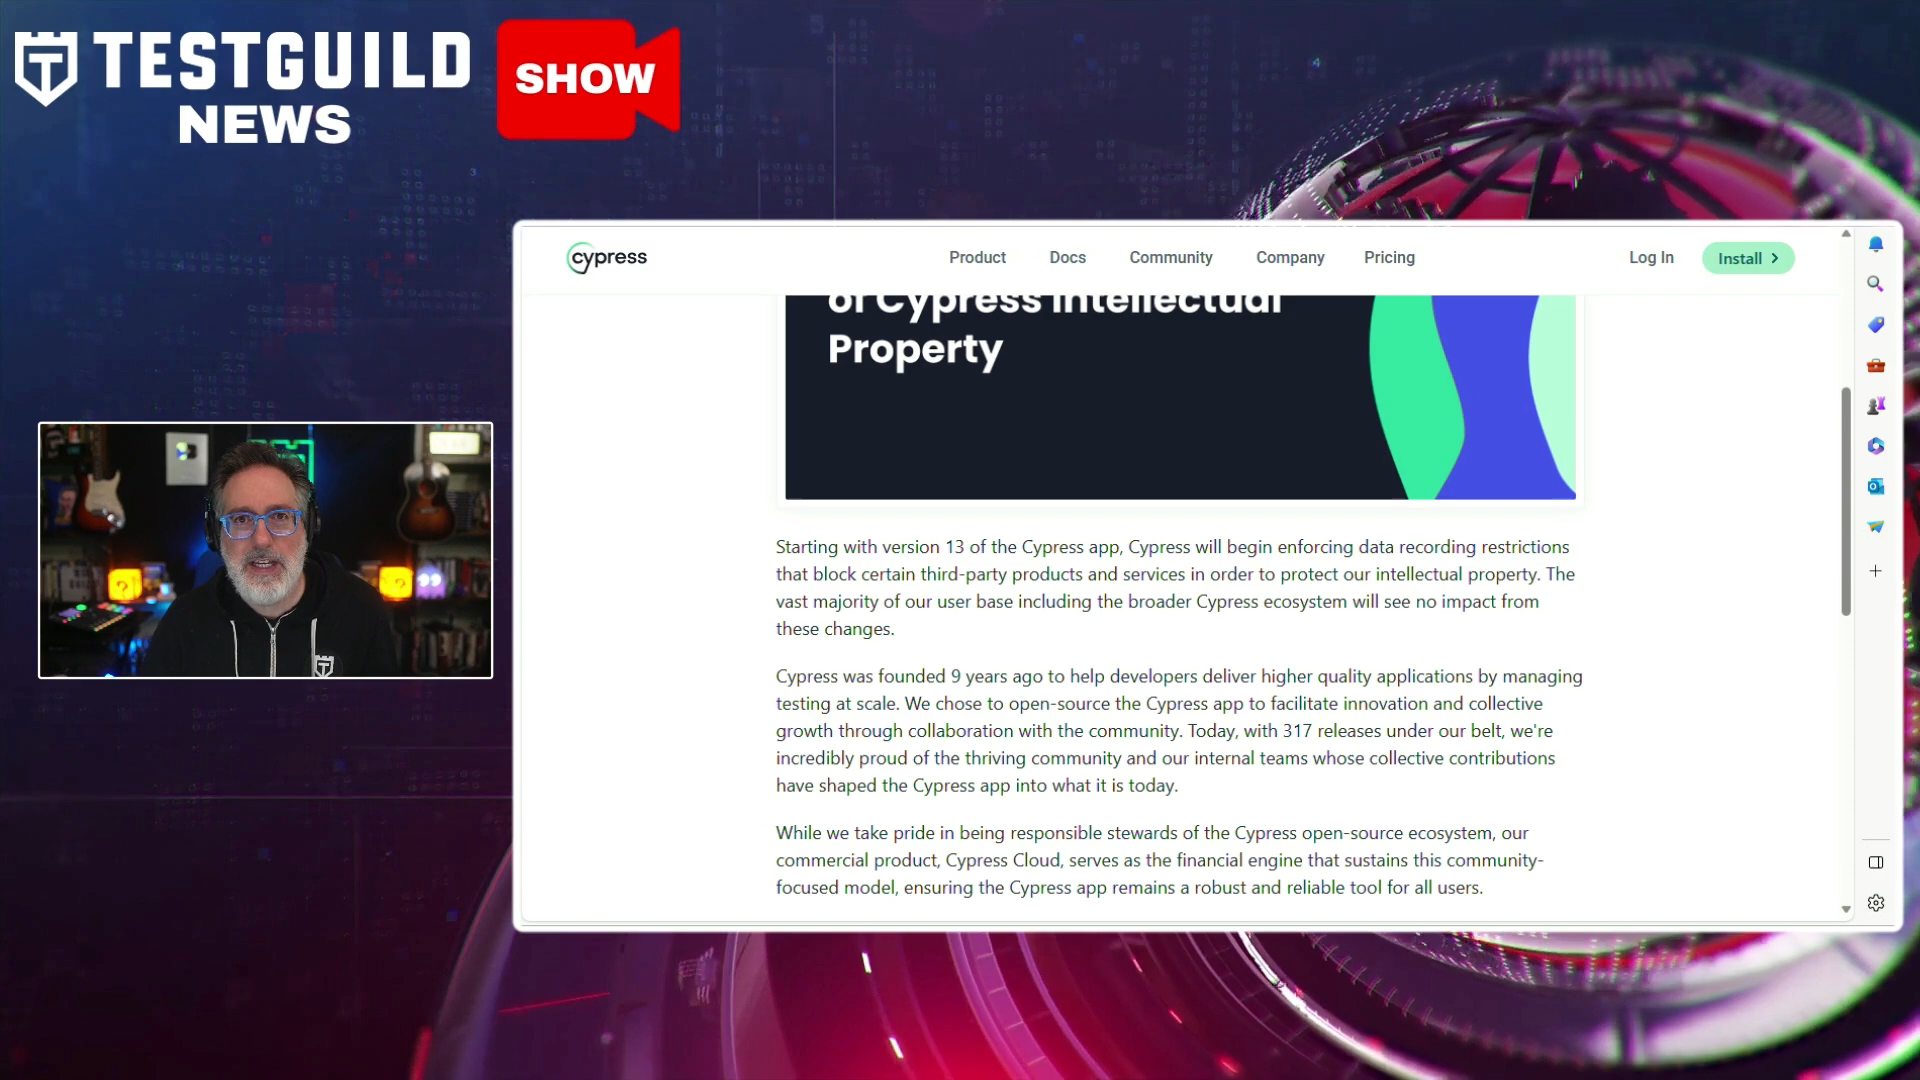 TESTGUILD
NEWS
SHOW
cypress
Product
Docs
Community
Company
Pricing
Log In
Install
of Cypress Intellectual
Property
Starting with version 13 of the Cypress app, Cypress will begin enforcing data recording restrictions
that block certain third-party products and services in order to protect our intellectual property. The
vast majority of our user base including the broader Cypress ecosystem will see no impact from
these changes.
Cypress was founded 9 years ago to help developers deliver higher quality applications by managing
testing at scale. We chose to open-source the Cypress app to facilitate innovation and collective
growth through collaboration with the community. Today, with 317 releases under our belt, we're
incredibly proud of the thriving community and our internal teams whose collective contributions
have shaped the Cypress app into what it is today.
While we take pride in being responsible stewards of the Cypress open-source ecosystem, our
commercial product, Cypress Cloud, serves as the financial engine that sustains this community-
focused model, ensuring the Cypress app remains a robust and reliable tool for all users.